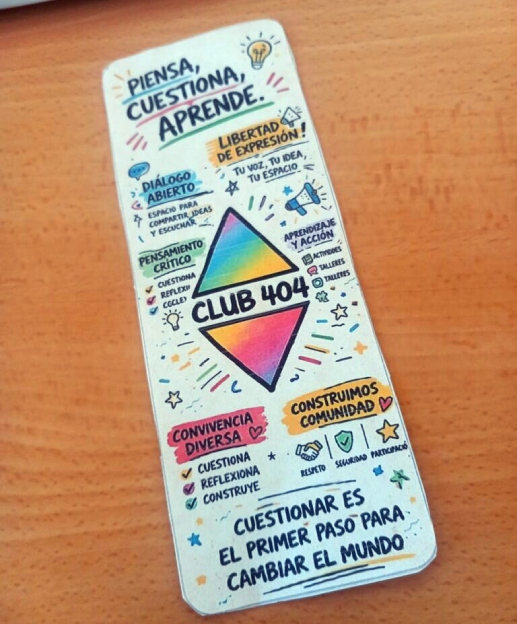 PIENSA,
CUESTIONA,
APRENDE.
LIBERTAD
DE EXPRESIÓN!
TU VOZ, TU IDEA,
TU ESPACIO
DIÁLOGO
ABIERTO
ESPACIO PARA
COMPARTIR IDEAS
Y ESCUCHAR
PENSAMIENTO
CRÍTICO
CUESTIONA
APRENDIZAJE
Y ACCIÓN
TALLERES
TALLERES
CLUB 404
CONVIVENCIA
DIVERSA
CUESTIONA
REFLEXIONA
CONSTRUYE
CONSTRUIMOS
COMUNIDAD
RESPETO
SEGURIDAD
PARTICIPACIÓ
CUESTIONAR ES
EL PRIMER PASO PARA
CAMBIAR EL MUNDO